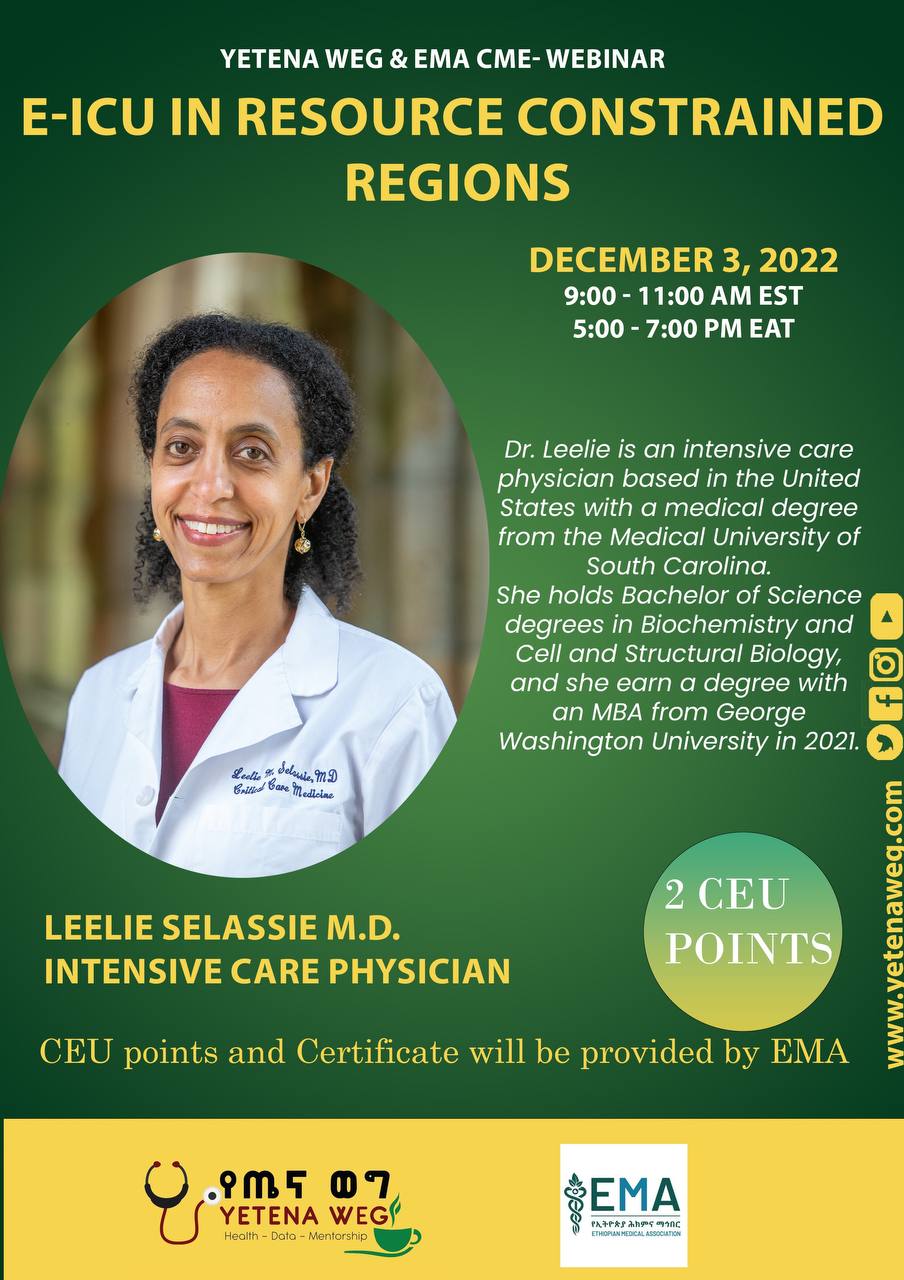 YETENA WEG & EMA CME- WEBINAR
E-ICU IN RESOURCE CONSTRAINED
REGIONS
DECEMBER 3, 2022
9:00 - 11:00 AM EST
5:00 - 7:00 PM EAT
Dr. Leelie is an intensive care
physician based in the United
States with a medical degree
from the Medical University of
South Carolina.
She holds Bachelor of Science
degrees in Biochemistry and
Cell and Structural Biology,
and she earn a degree with
an MBA from George
Washington University in 2021.
Leelie H. Selassie, MD
Critical Care Medicine
www.yetenaweg.com
LEELIE SELASSIE M.D.
INTENSIVE CARE PHYSICIAN
2 CEU
POINTS
CEU points and Certificate will be provided by EMA
የጤና ወግ
YETENA WEG
Health - Data - Mentorship
EMA
የኢትዮጵያ ሕክምና ማኅበር
ETHIOPIAN MEDICAL ASSOCIATION